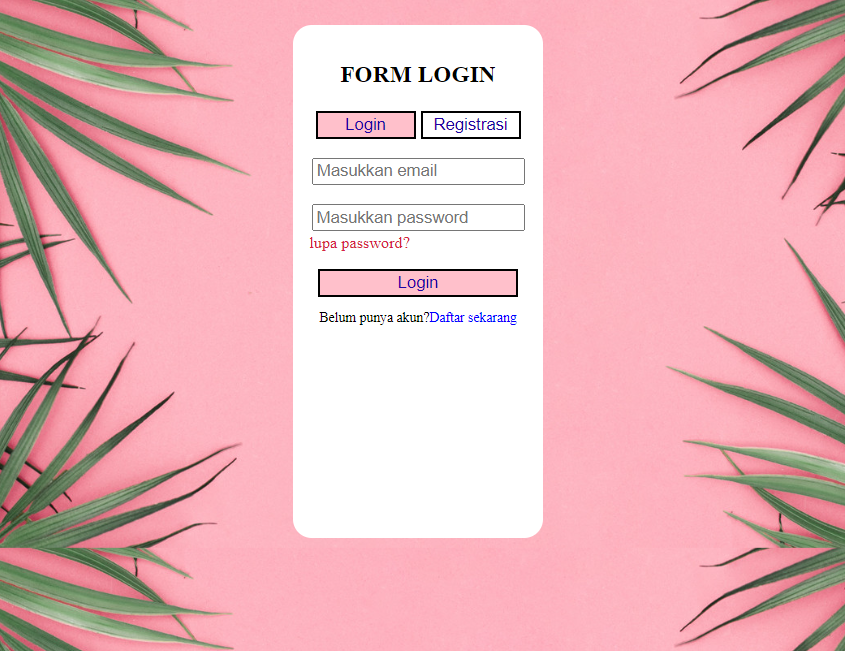 FORM LOGIN
Login Registrasi
Masukkan email
Masukkan password
lupa password?
Login
Belum punya akun?Daftar sekarang